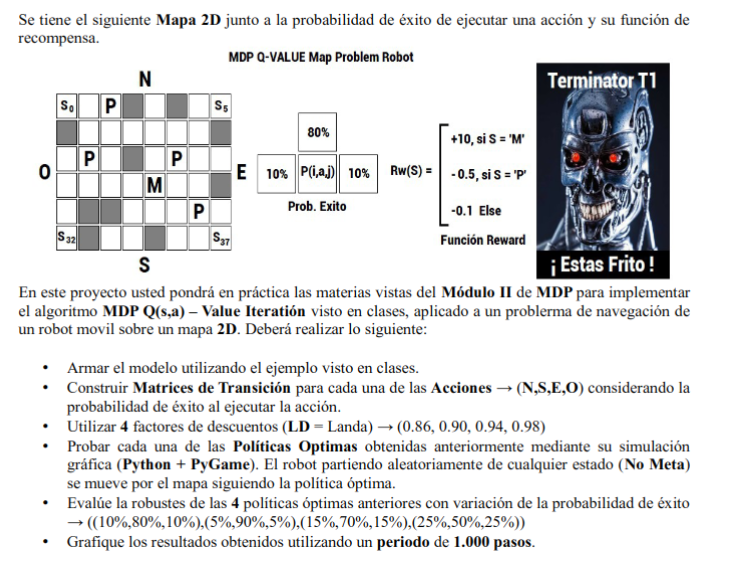 Se tiene el siguiente Mapa 2D junto a la probabilidad de éxito de ejecutar una acción y su función de
recompensa.
MDP Q-VALUE Map Problem Robot
N
S0 P S5
P P
O E
M
P
S32 S37
S
80%
10% P(i,a,j) 10%
Prob. Exito
Rw(S) =
+10, si S = 'M'
- 0.5, si S = 'P'
-0.1 Else
Función Reward
Terminator T1
¡ Estas Frito !
En este proyecto usted pondrá en práctica las materias vistas del Módulo II de MDP para implementar
el algoritmo MDP Q(s,a) – Value Iteratión visto en clases, aplicado a un problerma de navegación de
un robot movil sobre un mapa 2D. Deberá realizar lo siguiente:
• Armar el modelo utilizando el ejemplo visto en clases.
• Construir Matrices de Transición para cada una de las Acciones → (N,S,E,O) considerando la
probabilidad de éxito al ejecutar la acción.
• Utilizar 4 factores de descuentos (LD = Landa) → (0.86, 0.90, 0.94, 0.98)
• Probar cada una de las Políticas Optimas obtenidas anteriormente mediante su simulación
gráfica (Python + PyGame). El robot partiendo aleatoriamente de cualquier estado (No Meta)
se mueve por el mapa siguiendo la política óptima.
• Evalúe la robustes de las 4 políticas óptimas anteriores con variación de la probabilidad de éxito
→ ((10%,80%,10%),(5%,90%,5%),(15%,70%,15%),(25%,50%,25%))
• Grafique los resultados obtenidos utilizando un periodo de 1.000 pasos.